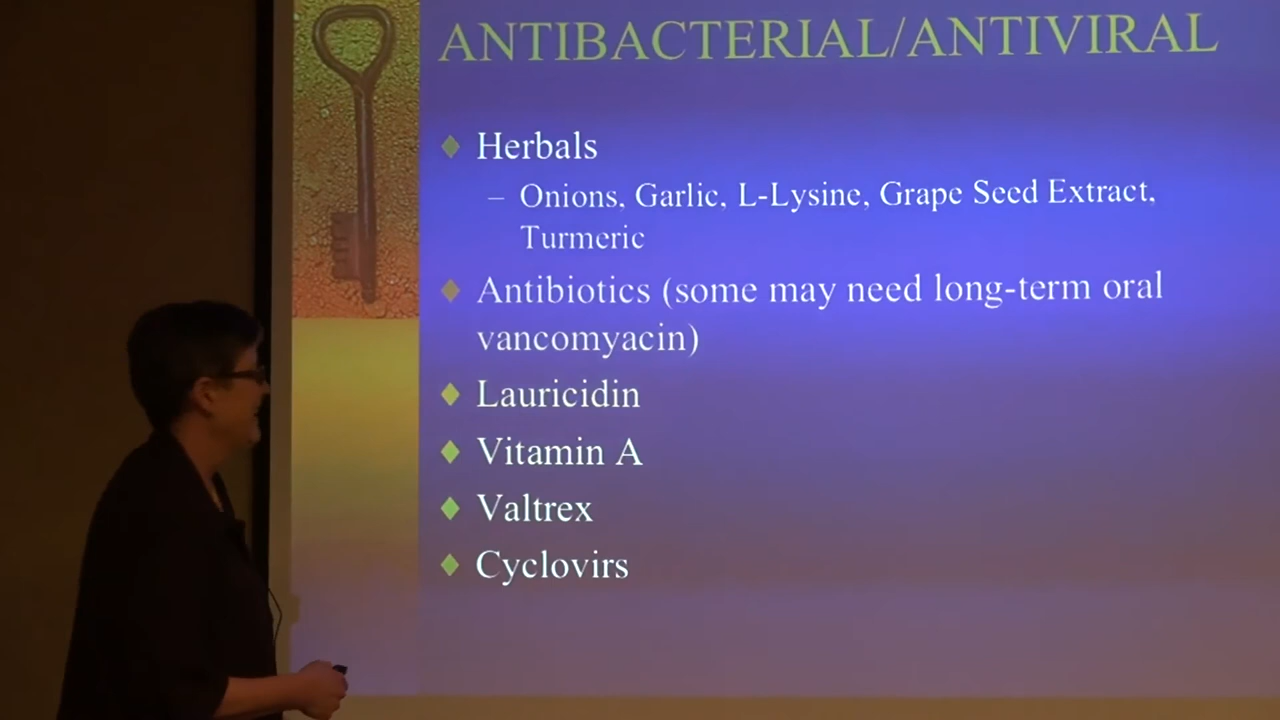 ANTIBACTERIAL/ANTIVIRAL
Herbals
– Onions, Garlic, L-Lysine, Grape Seed Extract,
Turmeric
Antibiotics (some may need long-term oral
vancomyacin)
Lauricidin
Vitamin A
Valtrex
Cyclovirs